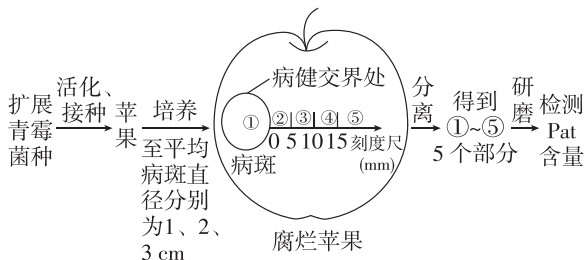 扩展
青霉
菌种
活化、
接种
苹
果
培养
至平均
病斑直
径分别
为1、2、
3 cm
病健交界处
① ② ③ ④ ⑤
0 5 10 15 刻度尺
(mm)
病斑
腐烂苹果
分
离
得到
①~⑤
5个部分
研
磨
检测
Pat
含量